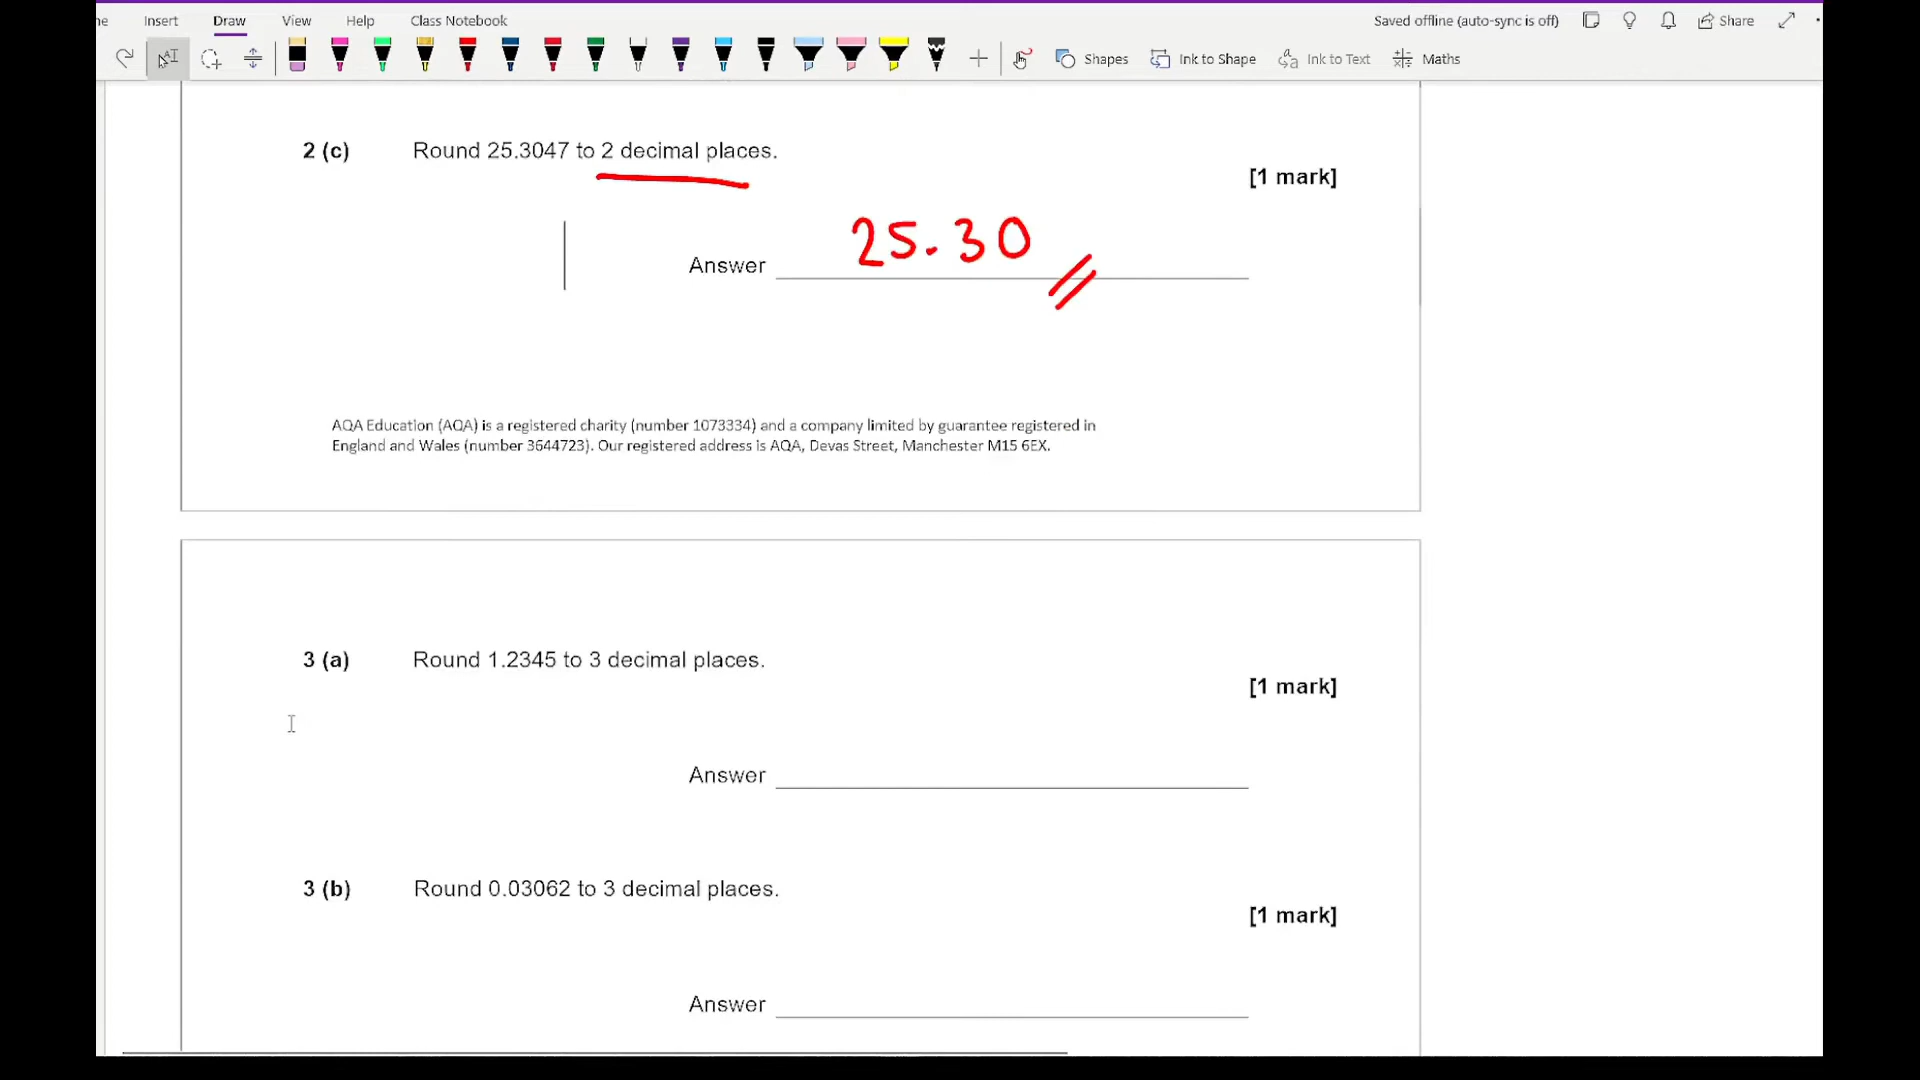 ne Insert Draw View Help Class Notebook Saved offline (auto-sync is off) Share
Shapes Ink to Shape Ink to Text Maths
2 (c) Round 25.3047 to 2 decimal places.
[1 mark]
25.30
Answer
AQA Education (AQA) is a registered charity (number 1073334) and a company limited by guarantee registered in
England and Wales (number 3644723). Our registered address is AQA, Devas Street, Manchester M15 6EX.
3 (a) Round 1.2345 to 3 decimal places.
[1 mark]
Answer
3 (b) Round 0.03062 to 3 decimal places.
[1 mark]
Answer